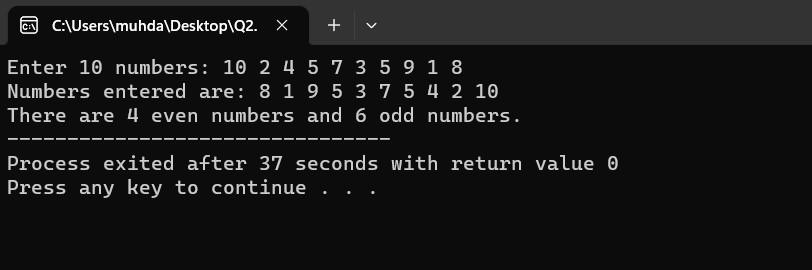 C:\Users\muhda\Desktop\Q2.
Enter 10 numbers: 10 2 4 5 7 3 5 9 1 8
Numbers entered are: 8 1 9 5 3 7 5 4 2 10
There are 4 even numbers and 6 odd numbers.
--------------------------------
Process exited after 37 seconds with return value 0
Press any key to continue . . .